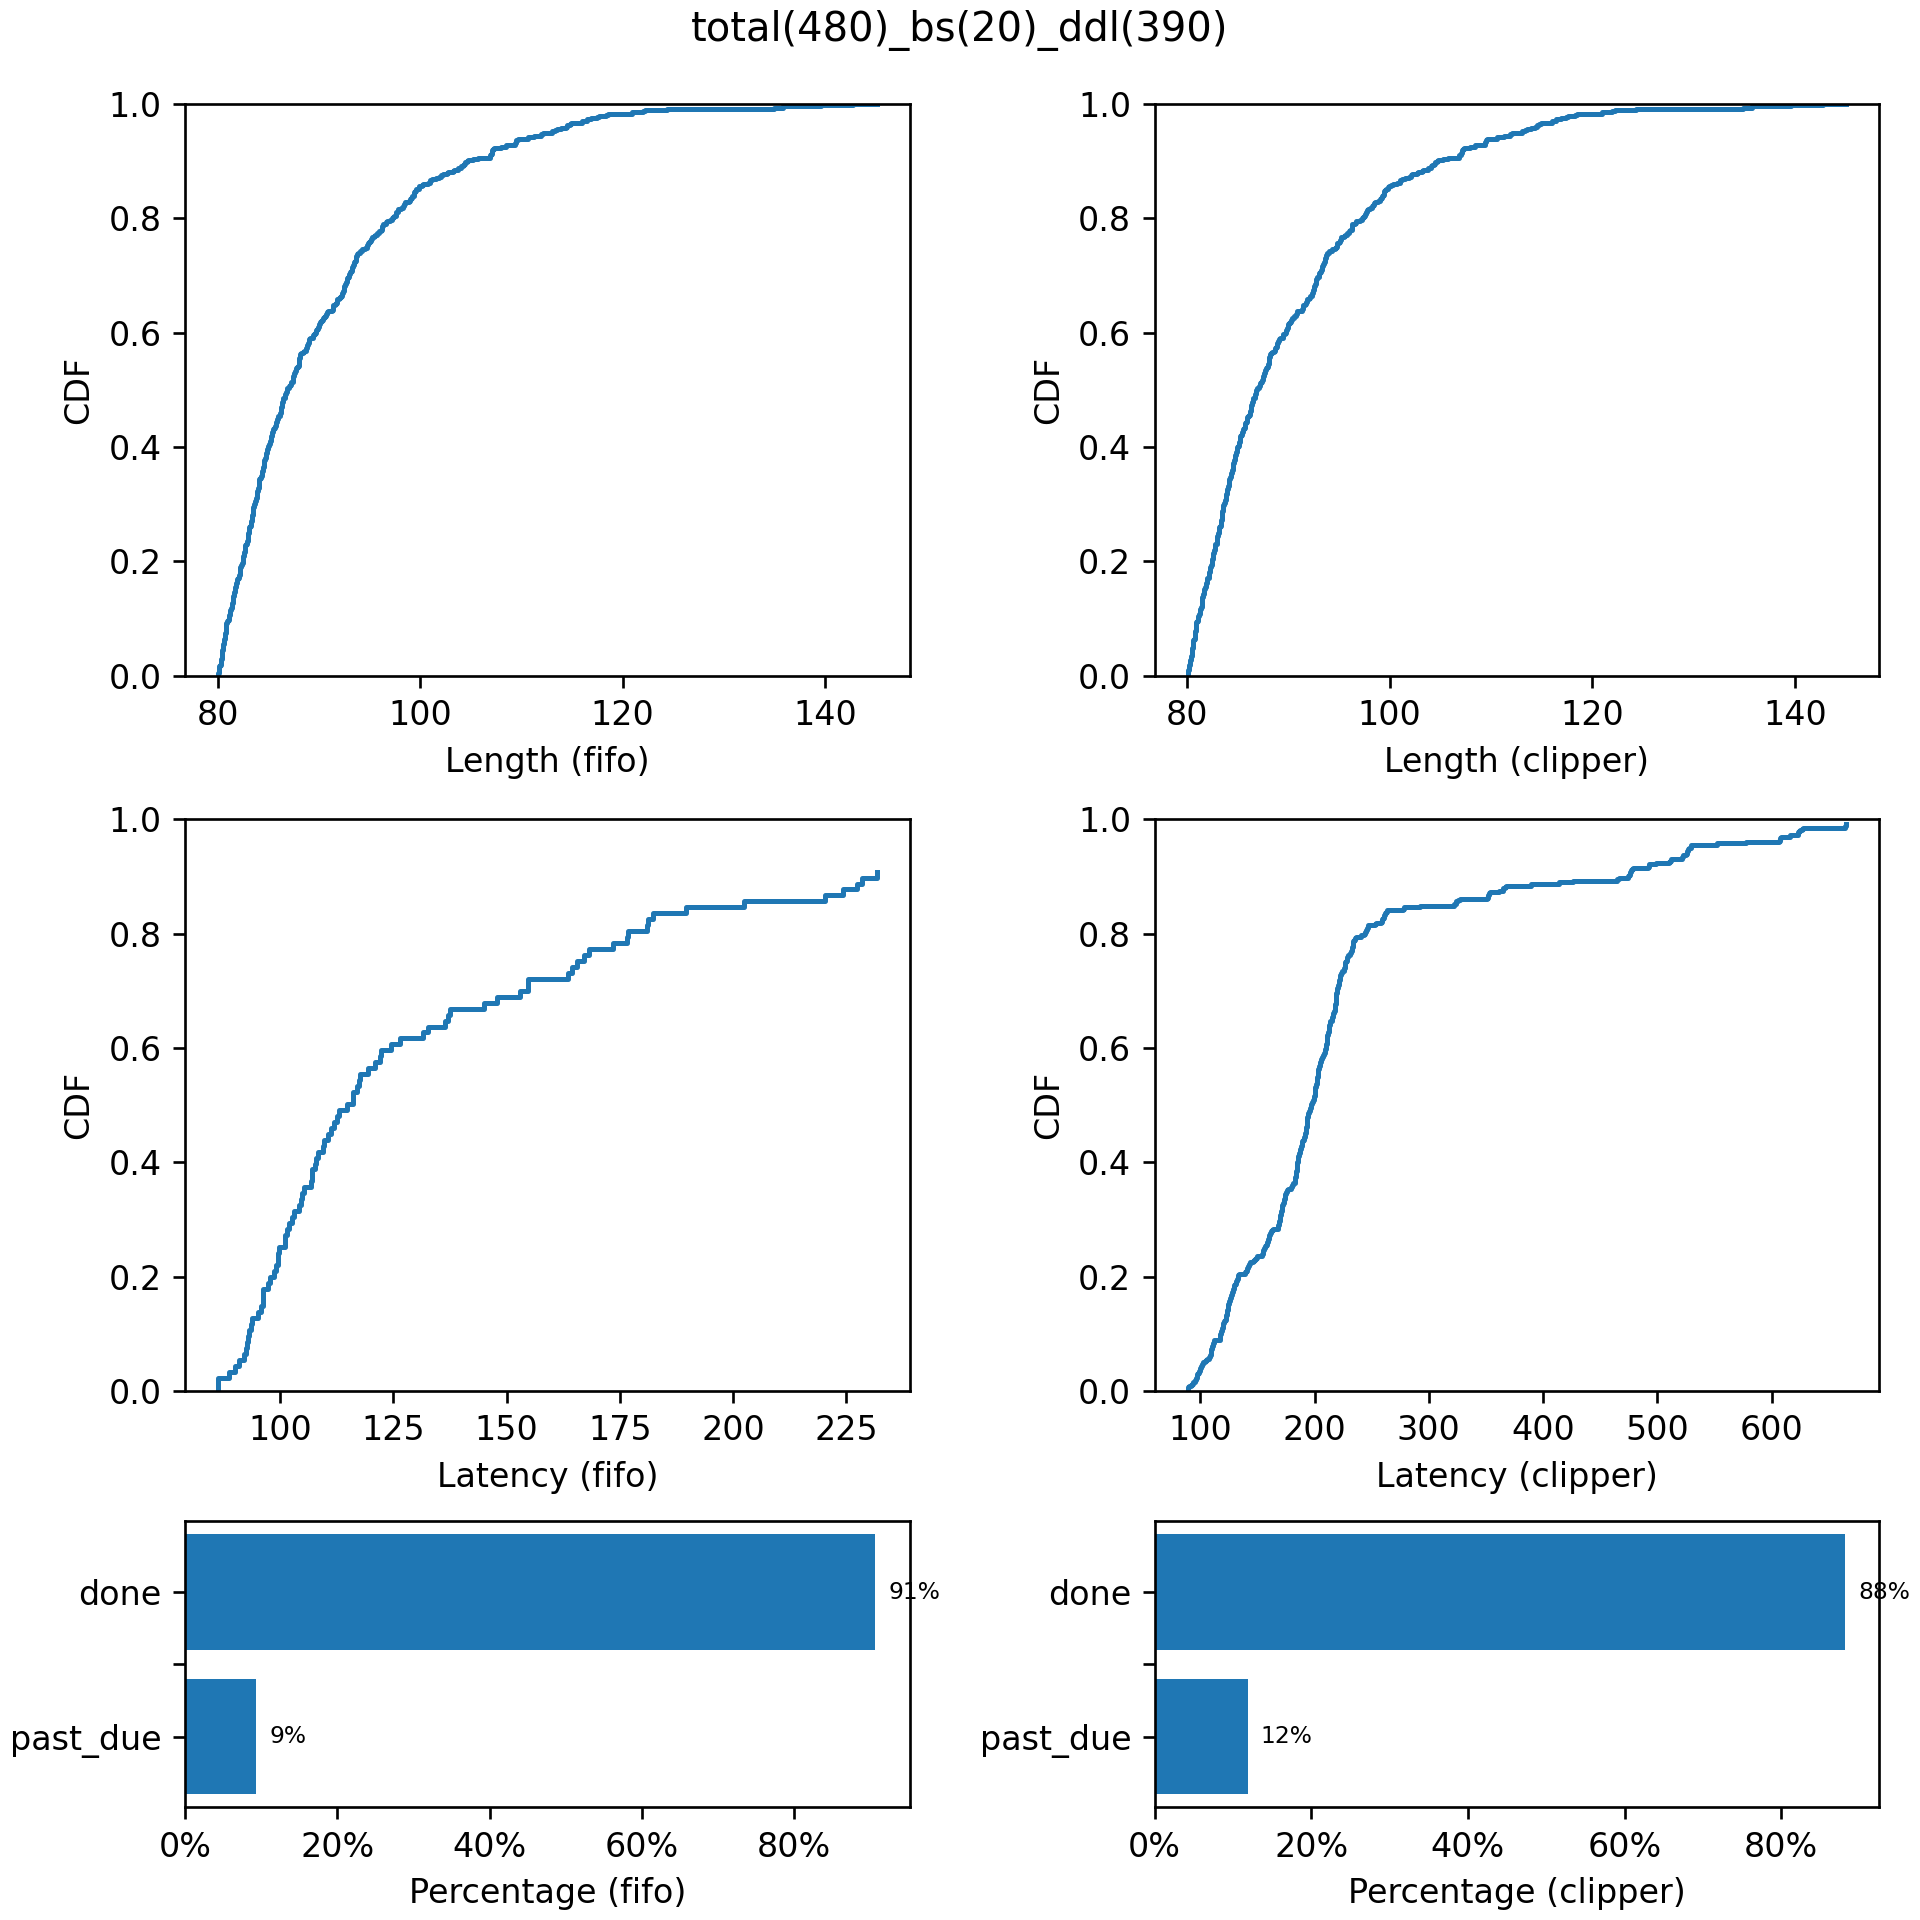 total(480)_bs(20)_ddl(390)
1.0
0.8
0.6
0.4
0.2
0.0
CDF
80 100 120 140
Length (fifo)
1.0
0.8
0.6
0.4
0.2
0.0
CDF
80 100 120 140
Length (clipper)
1.0
0.8
0.6
0.4
0.2
0.0
CDF
100 125 150 175 200 225
Latency (fifo)
1.0
0.8
0.6
0.4
0.2
0.0
CDF
100 200 300 400 500 600
Latency (clipper)
done
91%
past_due
9%
0% 20% 40% 60% 80%
Percentage (fifo)
done
88%
past_due
12%
0% 20% 40% 60% 80%
Percentage (clipper)